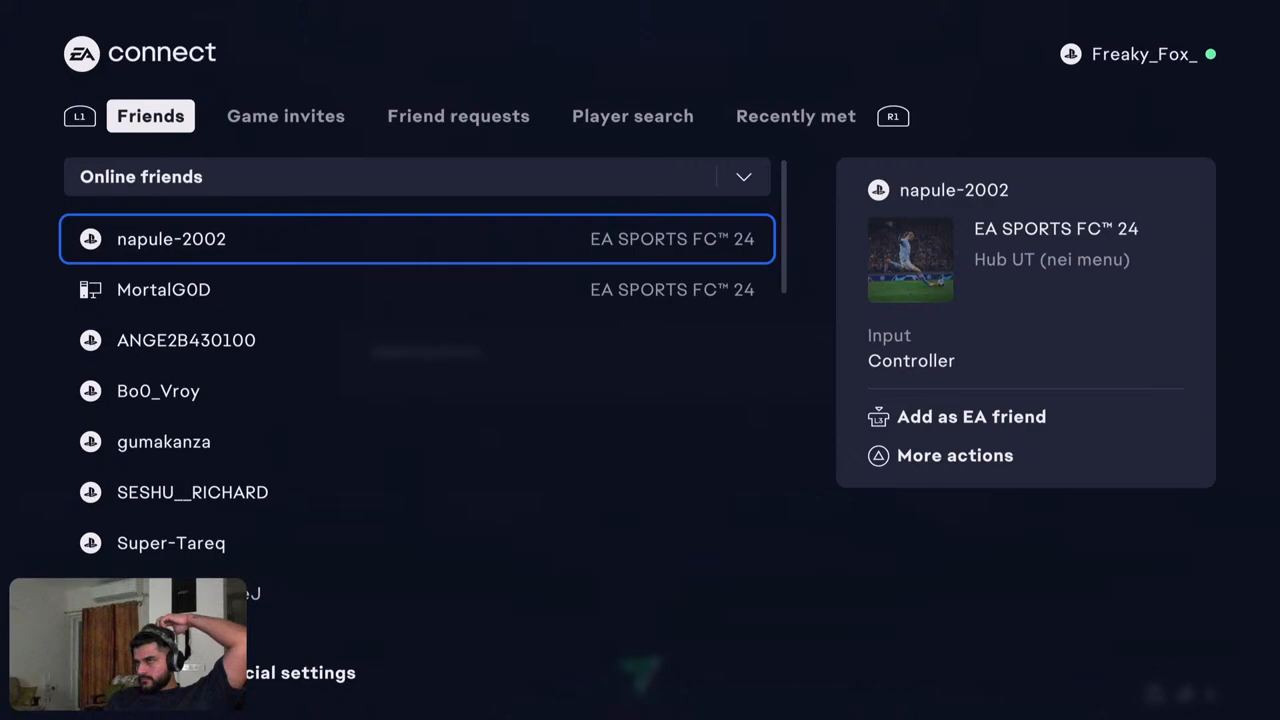 EA connect
Freaky_Fox_
L1 Friends Game invites Friend requests Player search Recently met R1
Online friends
napule-2002 EA SPORTS FC™ 24
MortalG0D EA SPORTS FC™ 24
ANGE2B430100
Bo0_Vroy
gumakanza
SESHU__RICHARD
Super-Tareq
eJ
cial settings
napule-2002
EA SPORTS FC™ 24
Hub UT (nei menu)
Input
Controller
L3 Add as EA friend
More actions